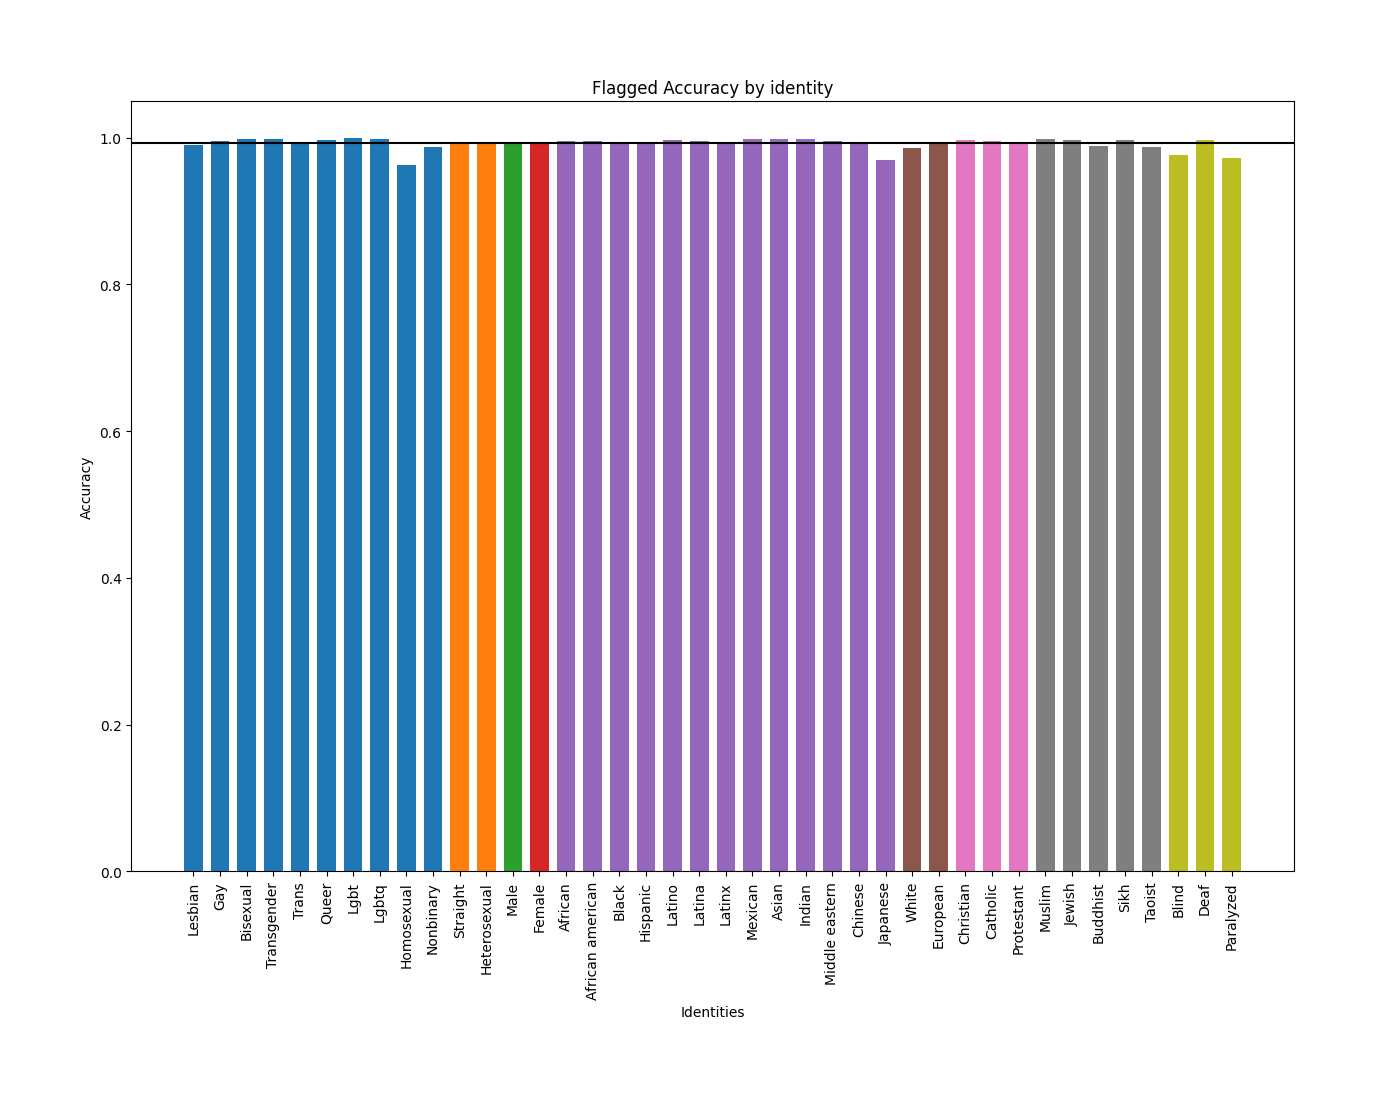 Flagged Accuracy by identity
1.0
0.8
0.6
0.4
0.2
0.0
Accuracy
Lesbian
Gay
Bisexual
Transgender
Trans
Queer
Lgbt
Lgbtq
Homosexual
Nonbinary
Straight
Heterosexual
Male
Female
African
African american
Black
Hispanic
Latino
Latina
Latinx
Mexican
Asian
Indian
Middle eastern
Chinese
Japanese
White
European
Christian
Catholic
Protestant
Muslim
Jewish
Buddhist
Sikh
Taoist
Blind
Deaf
Paralyzed
Identities